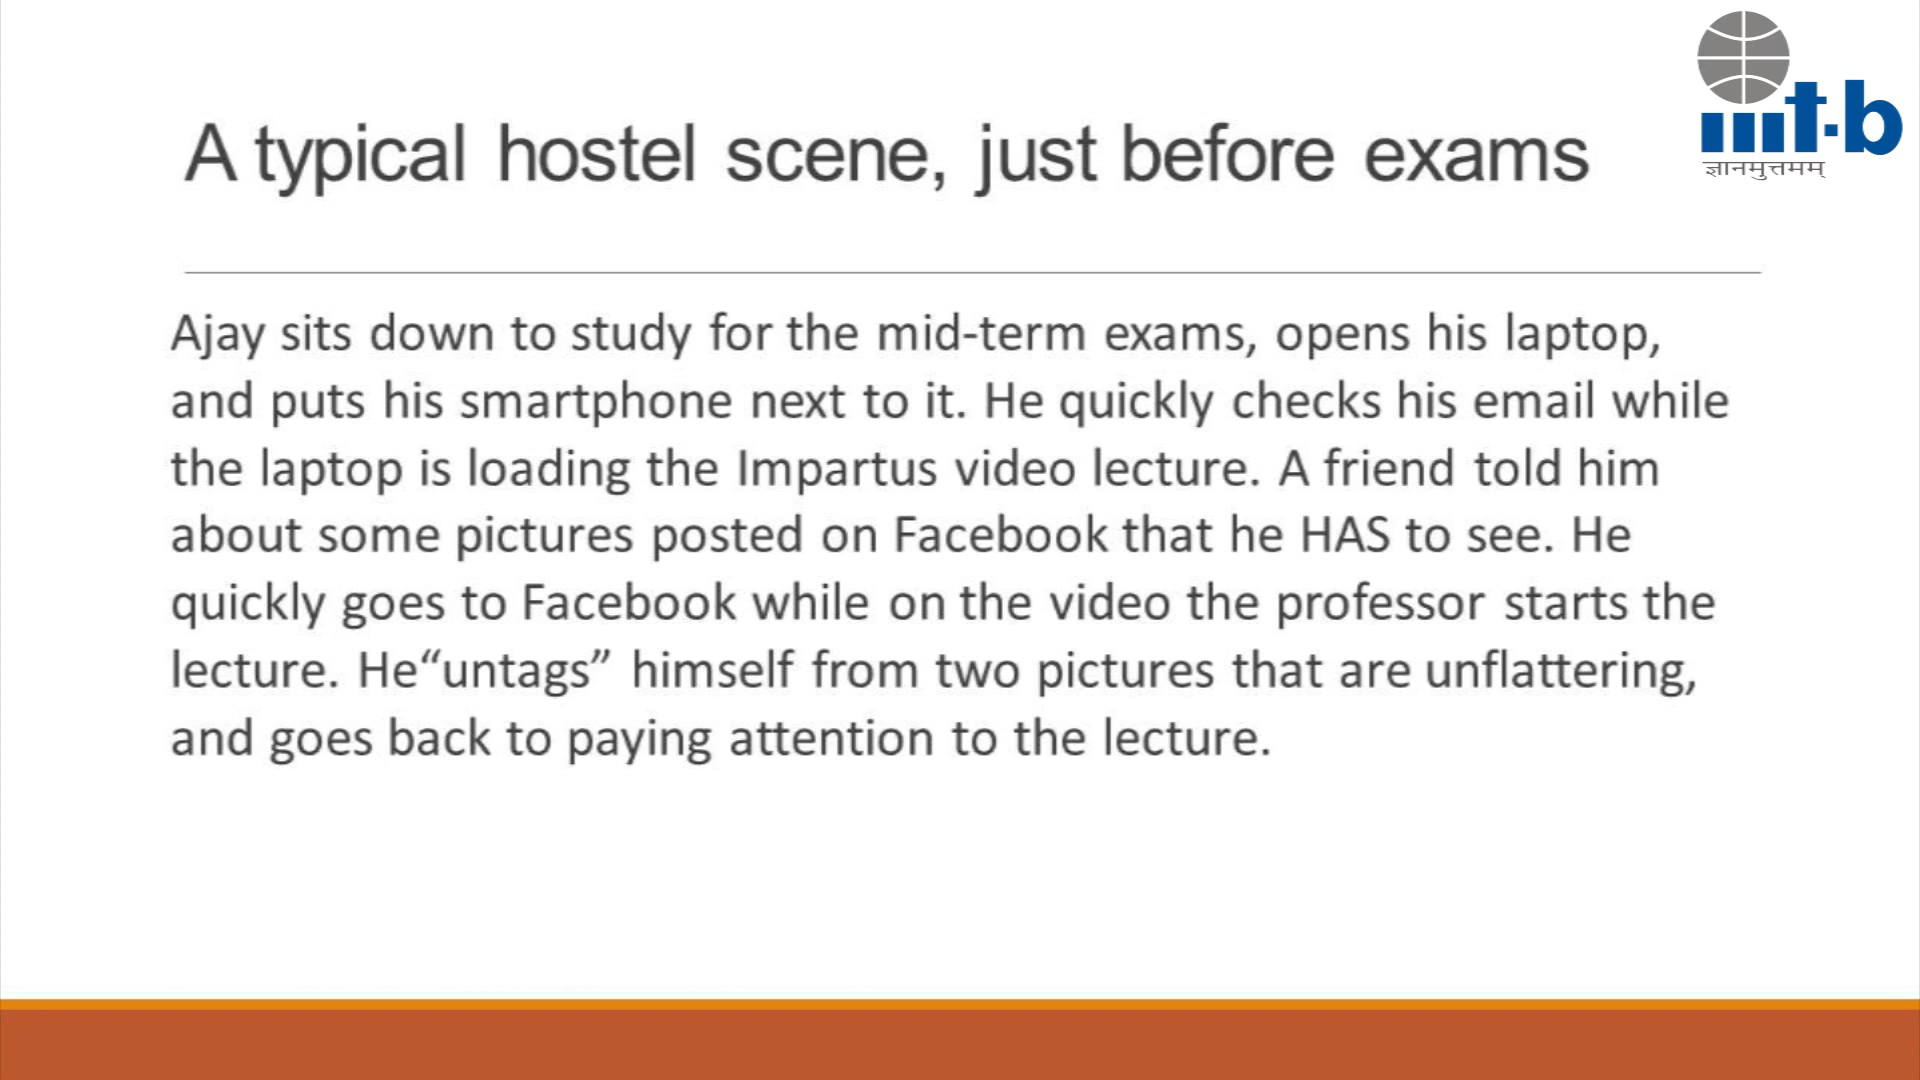 A typical hostel scene, just before exams
iiit-b
ज्ञानमुत्तमम्
Ajay sits down to study for the mid-term exams, opens his laptop,
and puts his smartphone next to it. He quickly checks his email while
the laptop is loading the Impartus video lecture. A friend told him
about some pictures posted on Facebook that he HAS to see. He
quickly goes to Facebook while on the video the professor starts the
lecture. He“untags” himself from two pictures that are unflattering,
and goes back to paying attention to the lecture.